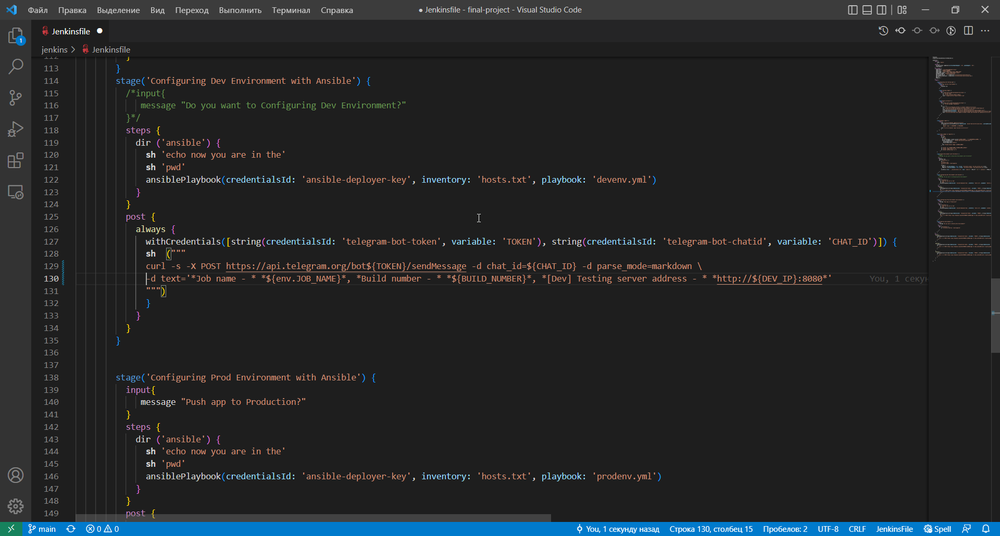 Файл Правка Выделение Вид Переход Выполнить Терминал Справка
● Jenkinsfile - final-project - Visual Studio Code
Jenkinsfile ●
1
jenkins > Jenkinsfile
112 }
113 }
114 stage('Configuring Dev Environment with Ansible') {
115 /*input{
116 message "Do you want to Configuring Dev Environment?"
117 }*/
118 steps {
119 dir ('ansible') {
120 sh 'echo now you are in the'
121 sh 'pwd'
122 ansiblePlaybook(credentialsId: 'ansible-deployer-key', inventory: 'hosts.txt', playbook: 'devenv.yml')
123 }
124 }
125 post {
126 always {
127 withCredentials([string(credentialsId: 'telegram-bot-token', variable: 'TOKEN'), string(credentialsId: 'telegram-bot-chatid', variable: 'CHAT_ID')]) {
128 sh  ("""
129 curl -s -X POST https://api.telegram.org/bot${TOKEN}/sendMessage -d chat_id=${CHAT_ID} -d parse_mode=markdown \
130 -d text='*Job name - * *${env.JOB_NAME}*, *Build number - * *${BUILD_NUMBER}*, *[Dev] Testing server address - * *http://${DEV_IP}:8080*' You, 1 секун
131 """)
132 }
133 }
134 }
135 }
136
137
138 stage('Configuring Prod Environment with Ansible') {
139 input{
140 message "Push app to Production?"
141 }
142 steps {
143 dir ('ansible') {
144 sh 'echo now you are in the'
145 sh 'pwd'
146 ansiblePlaybook(credentialsId: 'ansible-deployer-key', inventory: 'hosts.txt', playbook: 'prodenv.yml')
147 }
148 }
149 post {
main 0 0 You, 1 секунду назад Строка 130, столбец 15 Пробелов: 2 UTF-8 CRLF JenkinsFile Spell